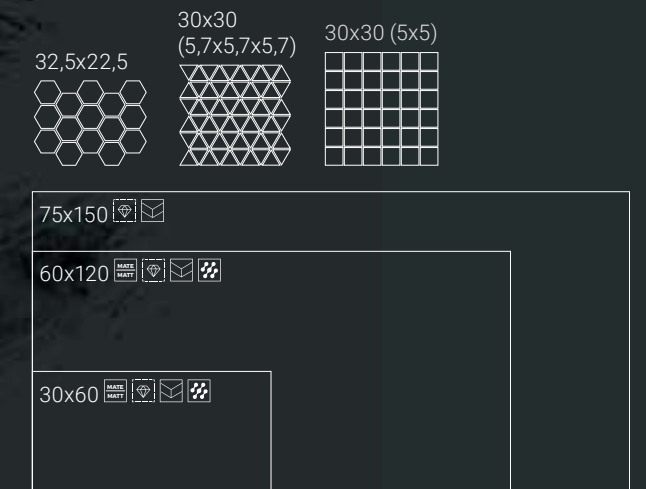 32,5x22,5
30x30
(5,7x5,7x5,7)
30x30 (5x5)
75x150
60x120 MATE MATT
30x60 MATE MATT